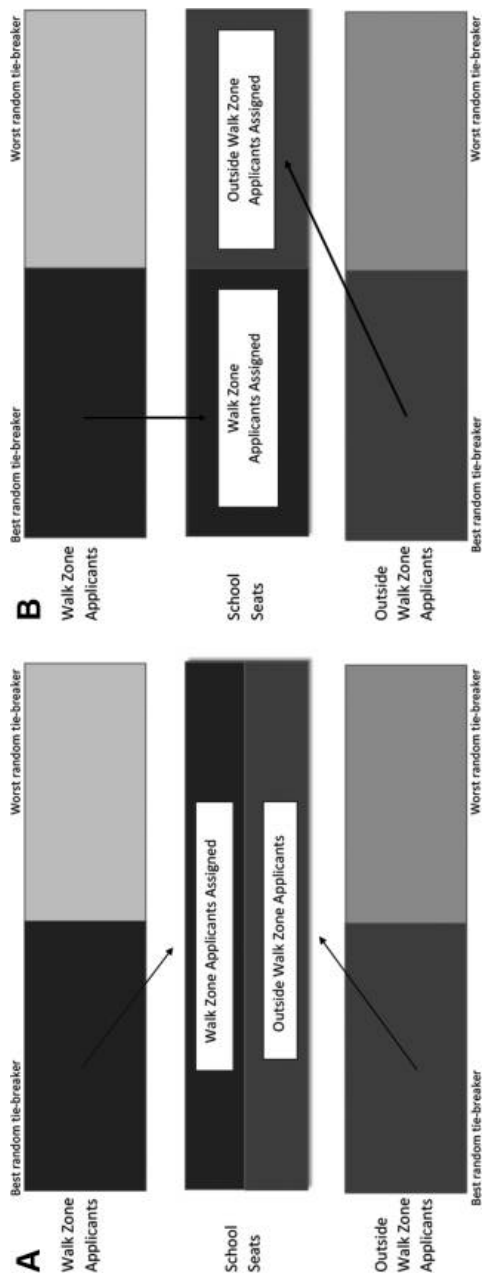 A
Best random tie-breaker
Worst random tie-breaker
Walk Zone
Applicants
School
Seats
Walk Zone Applicants Assigned
Outside Walk Zone Applicants
Outside
Walk Zone
Applicants
Best random tie-breaker
Worst random tie-breaker
B
Best random tie-breaker
Worst random tie-breaker
Walk Zone
Applicants
School
Seats
Walk Zone
Applicants Assigned
Outside Walk Zone
Applicants Assigned
Outside
Walk Zone
Applicants
Best random tie-breaker
Worst random tie-breaker